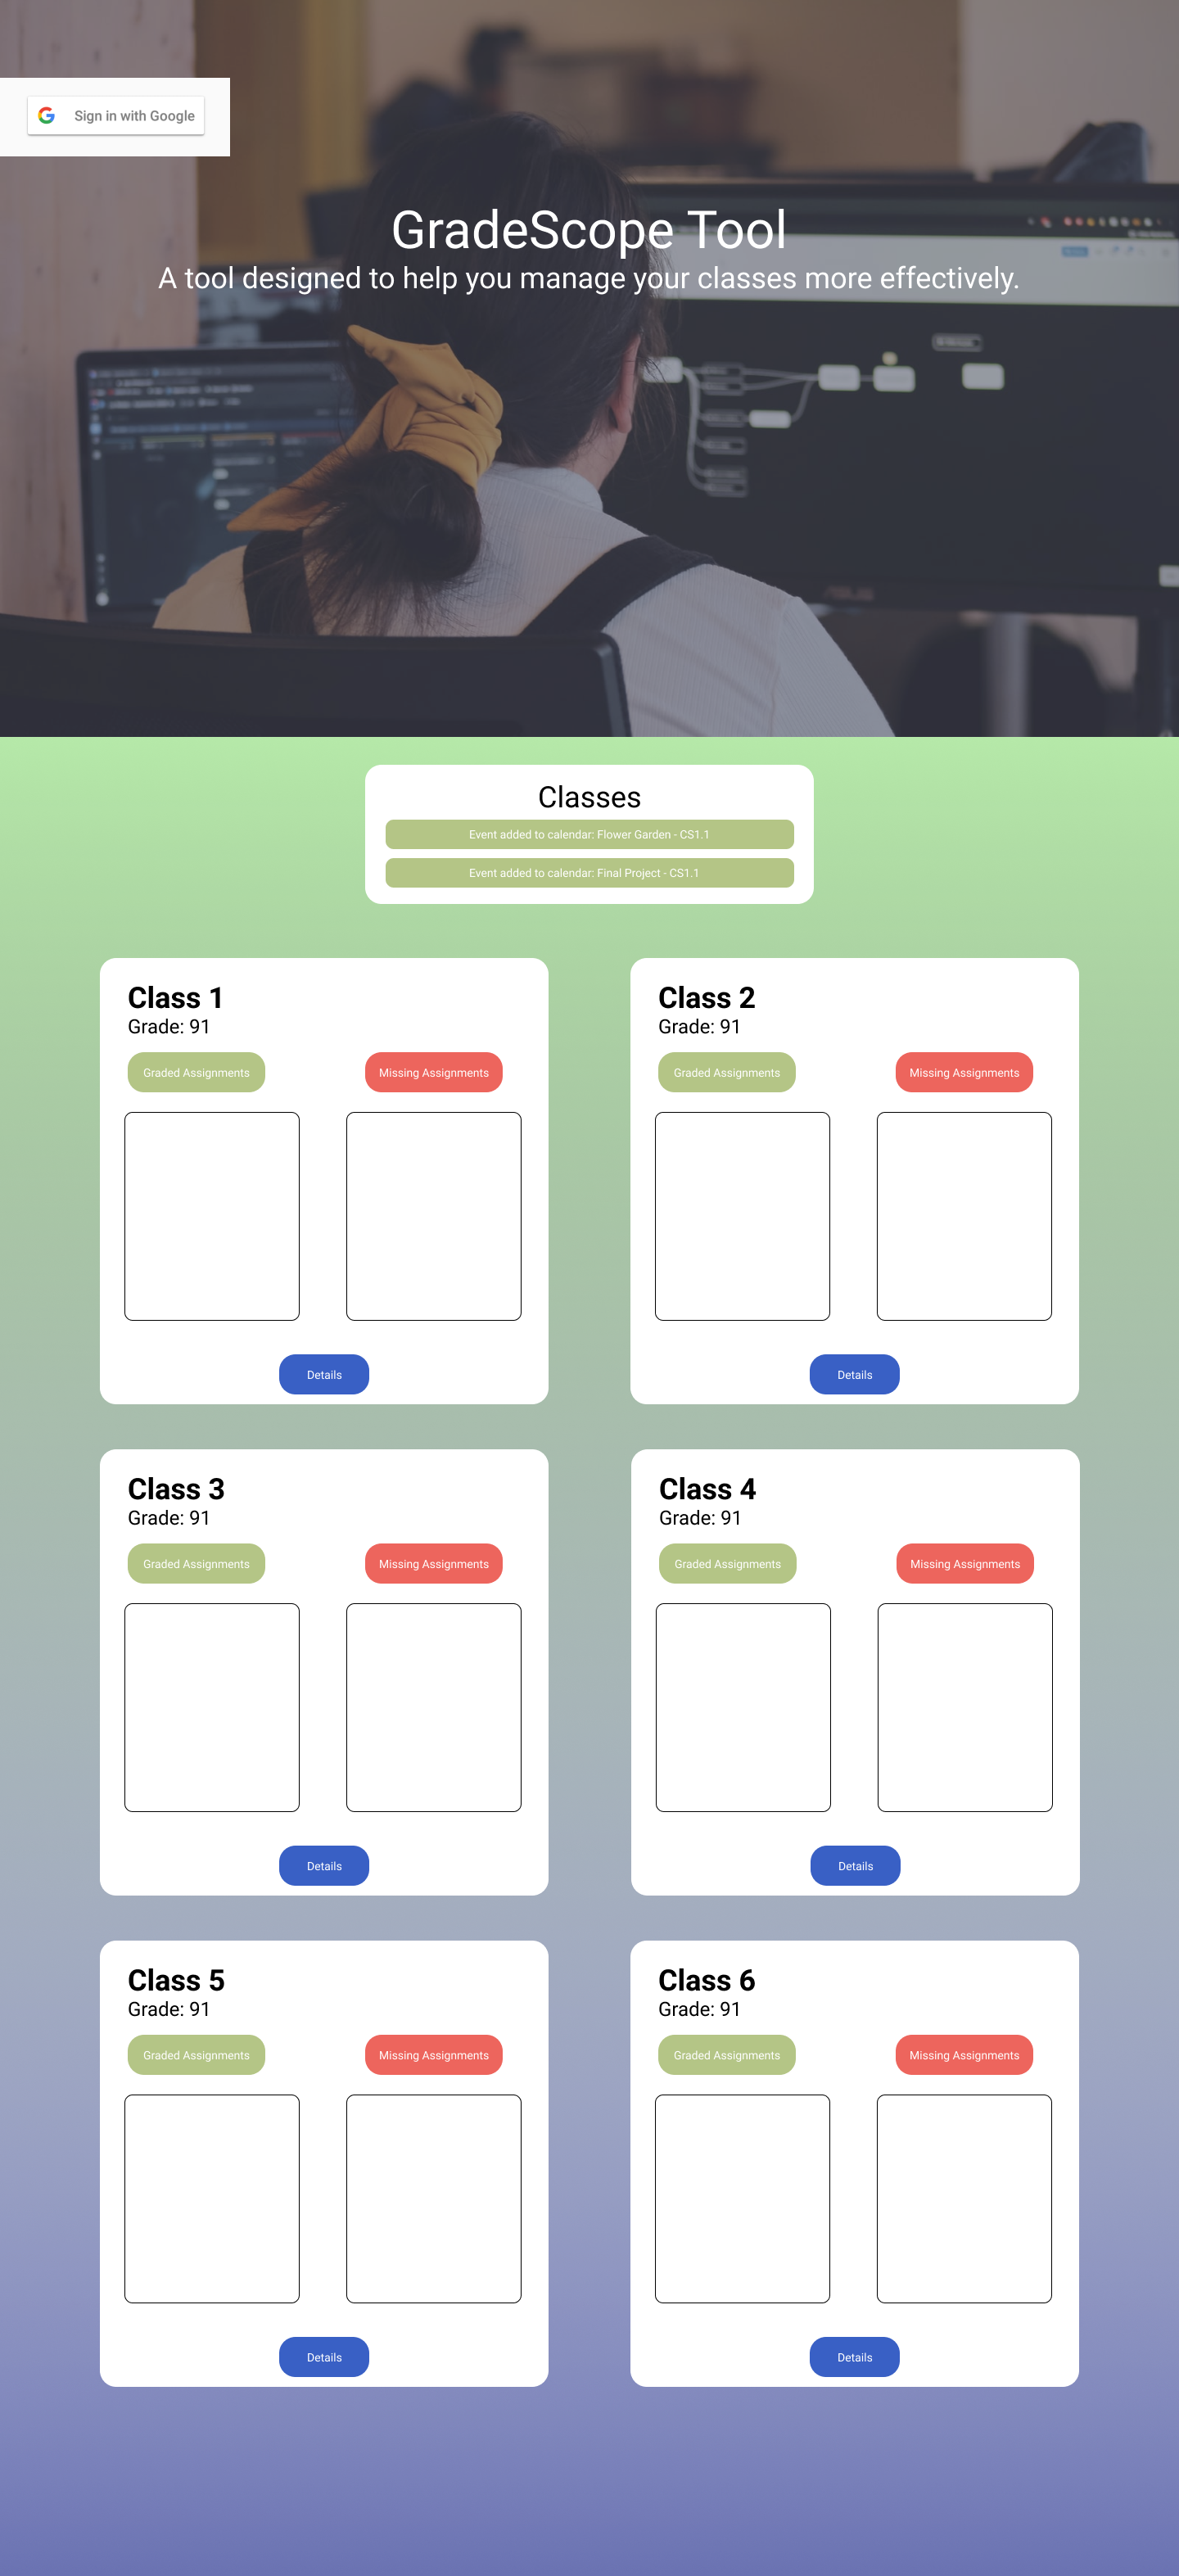 Sign in with Google
GradeScope Tool
A tool designed to help you manage your classes more effectively.
Classes
Event added to calendar: Flower Garden - CS1.1
Event added to calendar: Final Project - CS1.1
Class 1
Grade: 91
Graded Assignments
Missing Assignments
Details
Class 2
Grade: 91
Graded Assignments
Missing Assignments
Details
Class 3
Grade: 91
Graded Assignments
Missing Assignments
Details
Class 4
Grade: 91
Graded Assignments
Missing Assignments
Details
Class 5
Grade: 91
Graded Assignments
Missing Assignments
Details
Class 6
Grade: 91
Graded Assignments
Missing Assignments
Details